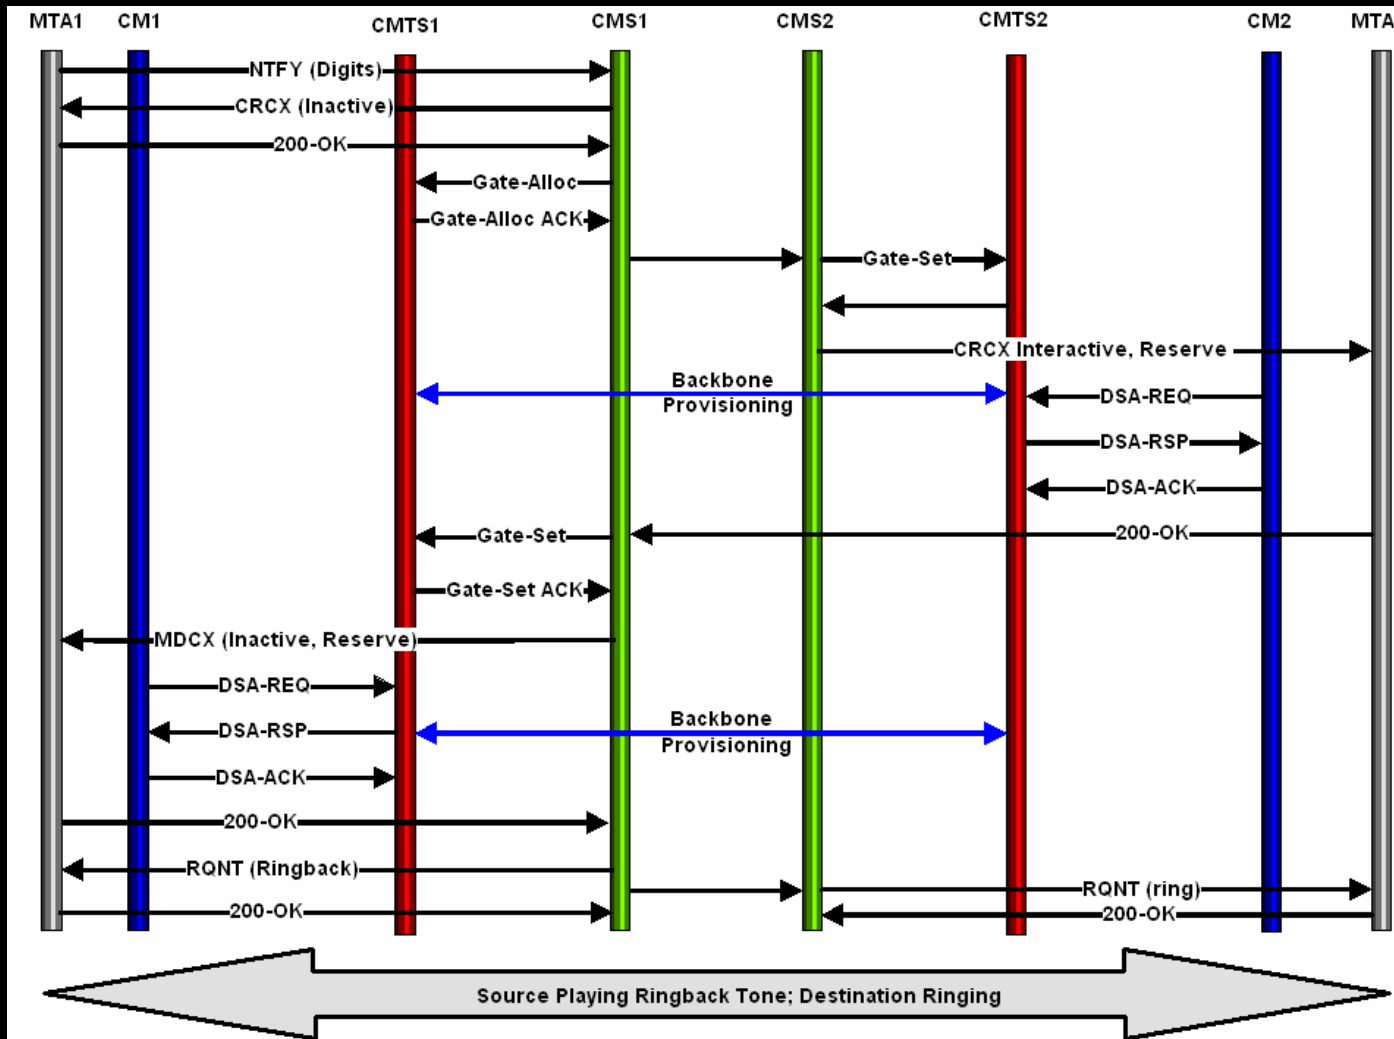 MTA1 CM1 CMTS1 CMS1 CMS2 CMTS2 CM2 MTA
NTFY (Digits)
CRCX (Inactive)
200-OK
Gate-Alloc
Gate-Alloc ACK
Gate-Set
CRCX Interactive, Reserve
Backbone
Provisioning
DSA-REQ
DSA-RSP
DSA-ACK
Gate-Set 200-OK
Gate-Set ACK
MDCX (Inactive, Reserve)
DSA-REQ
DSA-RSP
Backbone
Provisioning
DSA-ACK
200-OK
RQNT (Ringback)
RQNT (ring)
200-OK 200-OK
Source Playing Ringback Tone; Destination Ringing